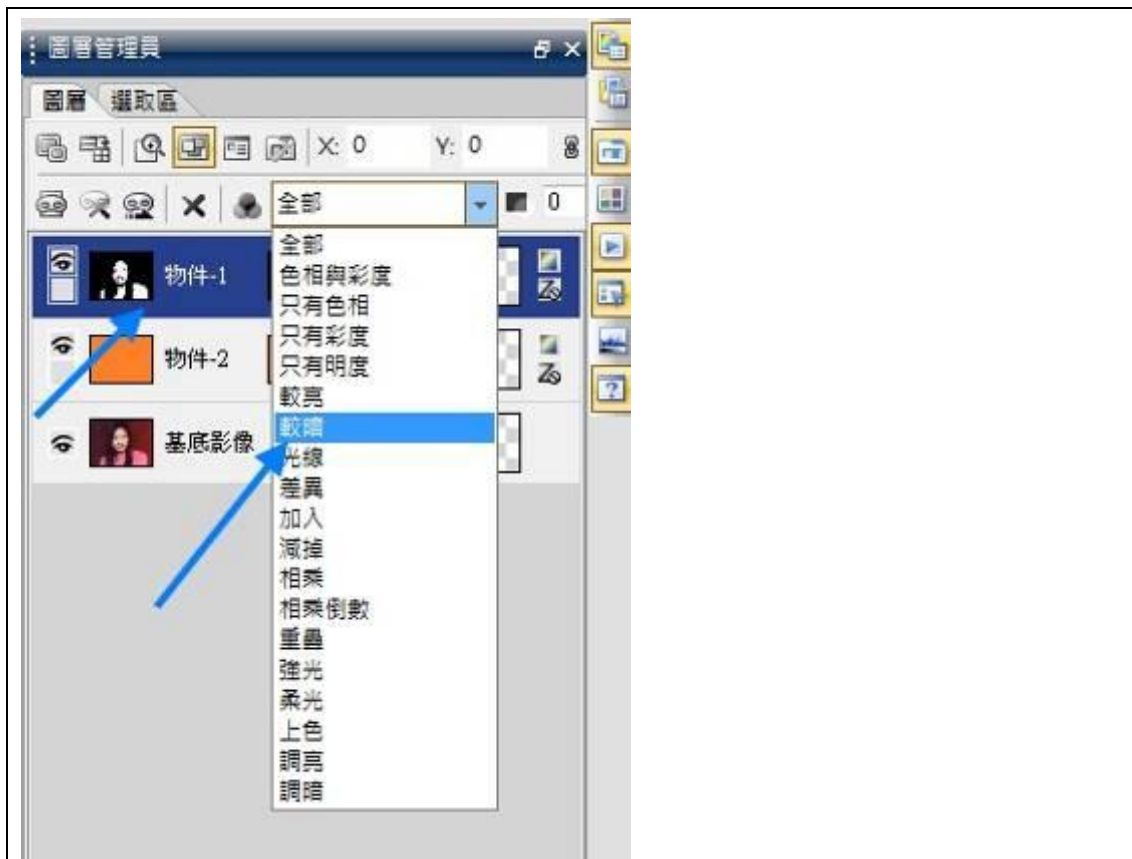 圖層管理員
圖層 選取區
X: 0 Y: 0
全部 0
全部
色相與彩度
只有色相
只有彩度
只有明度
較亮
較暗
光線
差異
加入
減掉
相乘
相乘倒數
重疊
強光
柔光
上色
調亮
調暗
物件-1
物件-2
基底影像